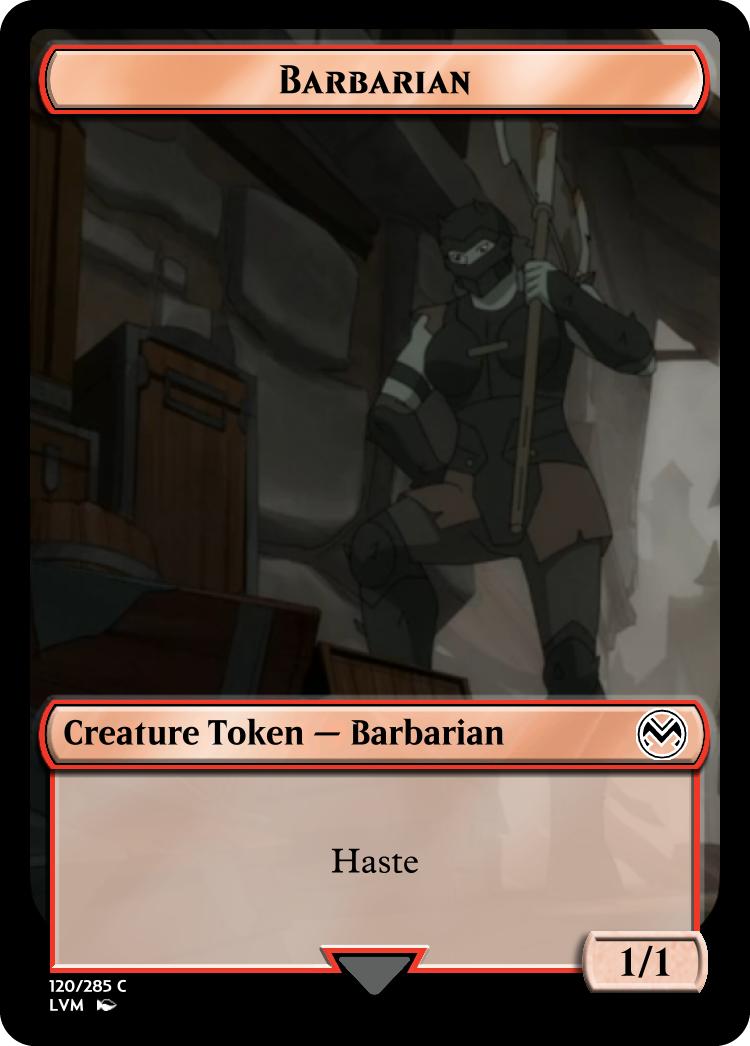 Barbarian
Creature Token — Barbarian
Haste
1/1
120/285 C
LVM